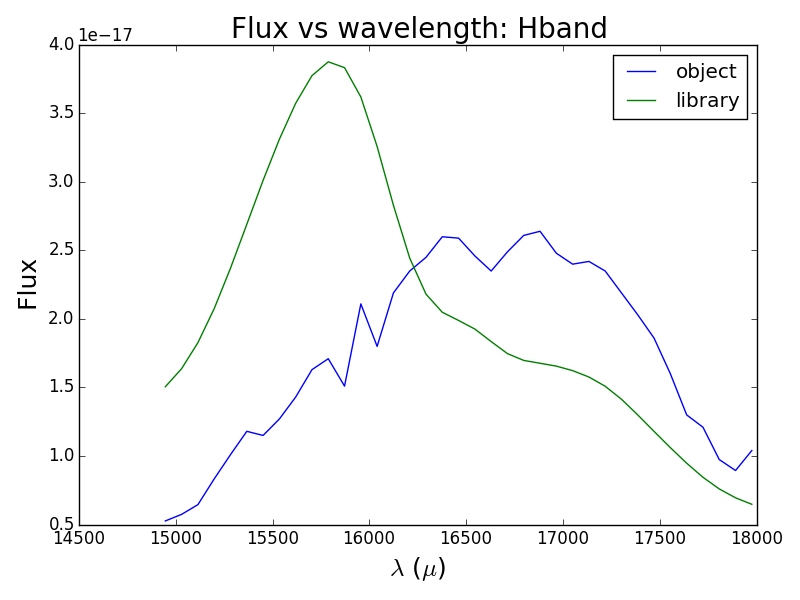 Flux vs wavelength: Hband
1e−17
object
library
4.0
3.5
3.0
2.5
2.0
1.5
1.0
0.5
Flux
14500 15000 15500 16000 16500 17000 17500 18000
λ (μ)